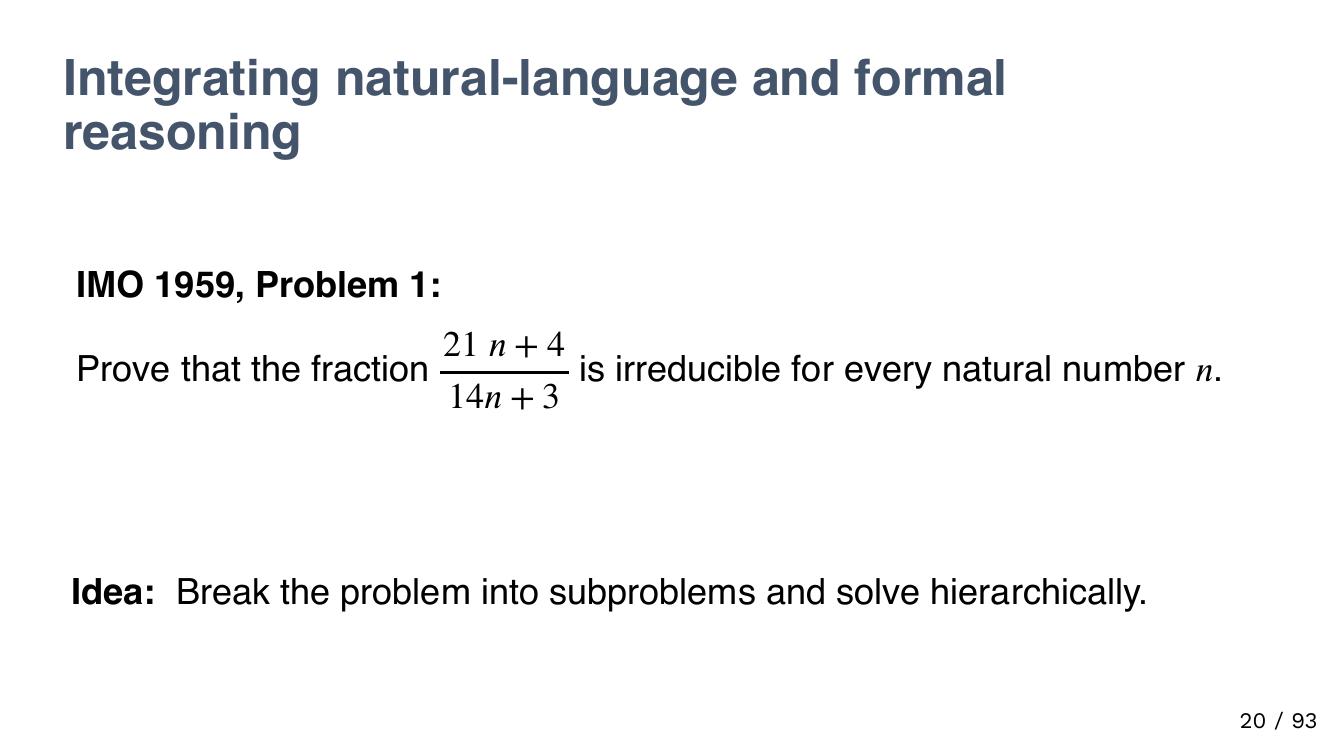 Integrating natural-language and formal
reasoning
IMO 1959, Problem 1:
Prove that the fraction \frac{21 n + 4}{14n + 3} is irreducible for every natural number n.
Idea: Break the problem into subproblems and solve hierarchically.
20 / 93